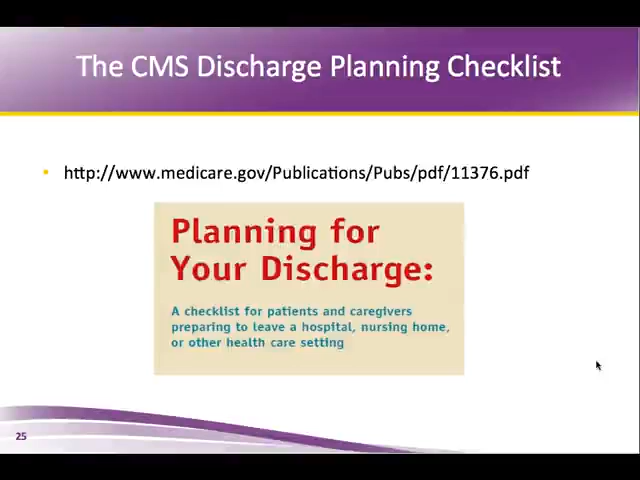 The CMS Discharge Planning Checklist
• http://www.medicare.gov/Publications/Pubs/pdf/11376.pdf
Planning for
Your Discharge:
A checklist for patients and caregivers
preparing to leave a hospital, nursing home,
or other health care setting
25